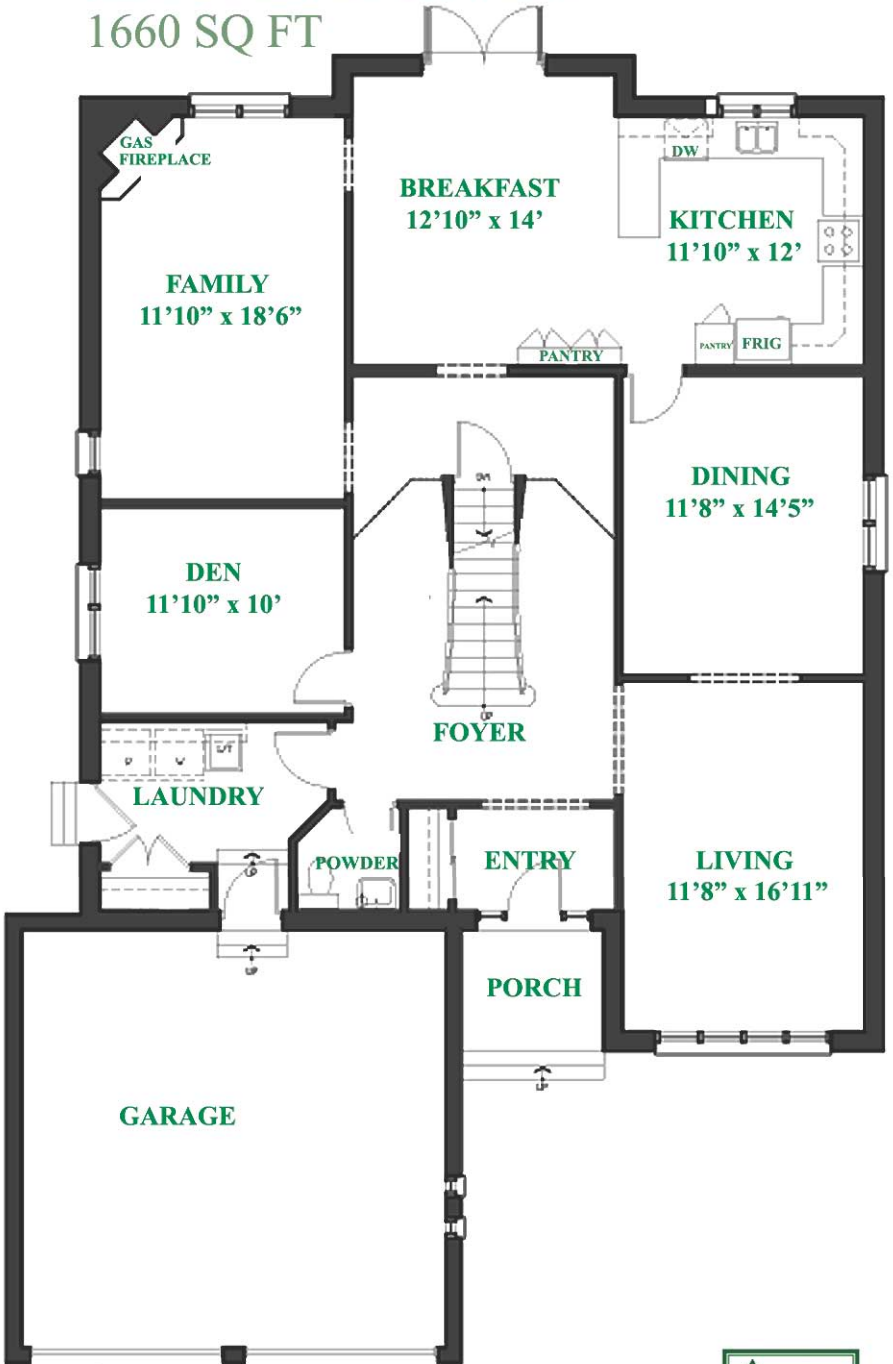 1660 SQ FT
GAS
FIREPLACE
DW
BREAKFAST
12'10” x 14'
KITCHEN
11'10” x 12'
FAMILY
11'10” x 18'6”
PANTRY
PANTRY
FRIG
DINING
11'8” x 14'5”
DEN
11'10” x 10'
FOYER
LAUNDRY
POWDER
ENTRY
LIVING
11'8” x 16'11”
PORCH
GARAGE